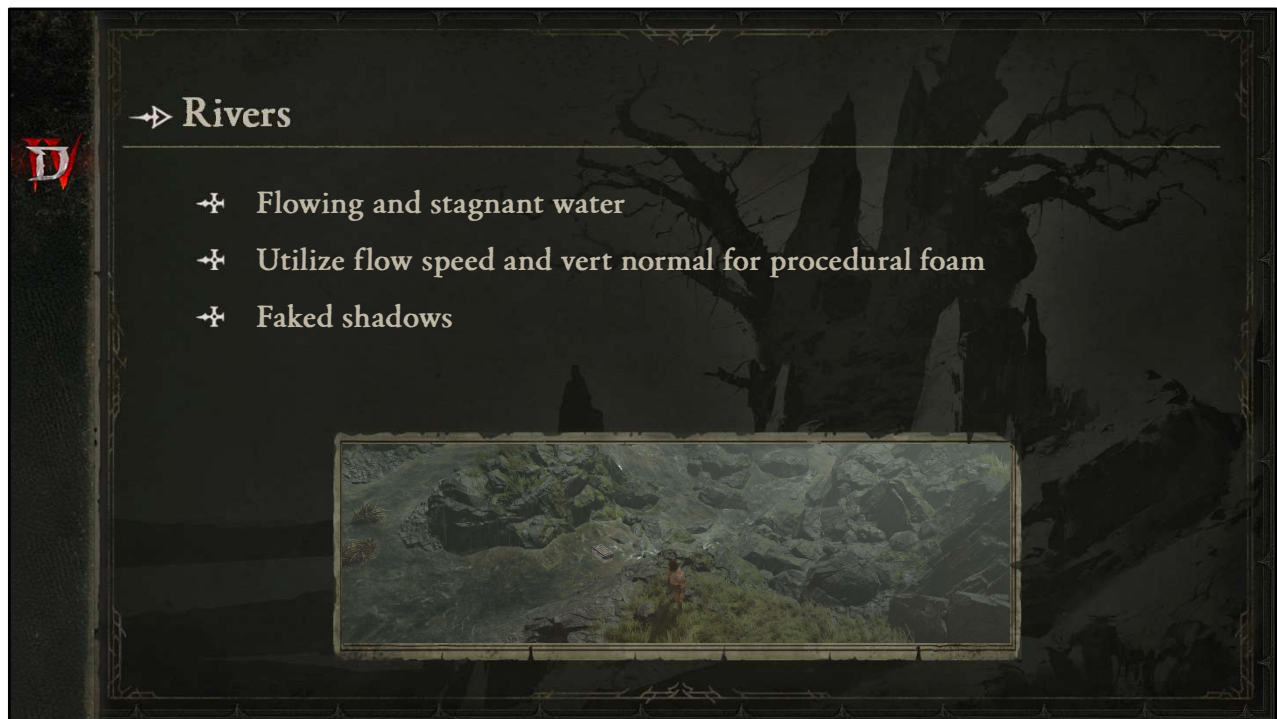 Rivers
Flowing and stagnant water
Utilize flow speed and vert normal for procedural foam
Faked shadows